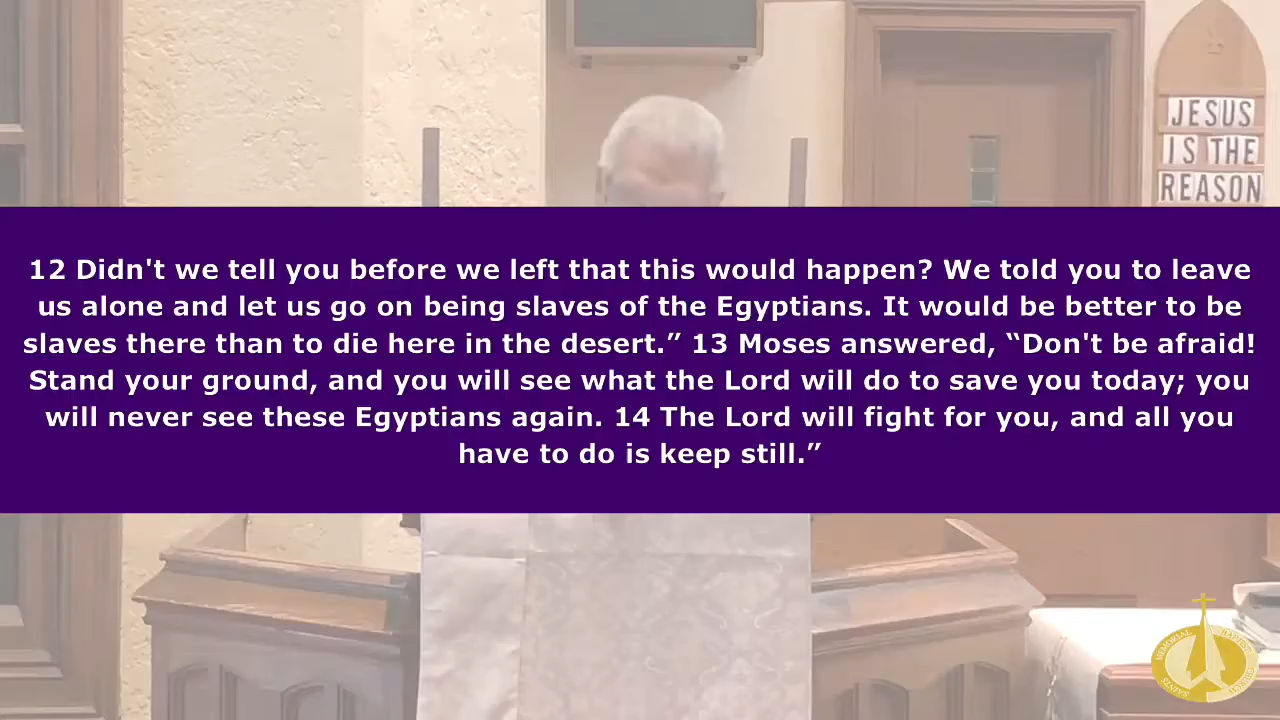 JESUS
IS THE
REASON
12 Didn't we tell you before we left that this would happen? We told you to leave
us alone and let us go on being slaves of the Egyptians. It would be better to be
slaves there than to die here in the desert.” 13 Moses answered, “Don't be afraid!
Stand your ground, and you will see what the Lord will do to save you today; you
will never see these Egyptians again. 14 The Lord will fight for you, and all you
have to do is keep still.”
MEMORIAL BAPTIST